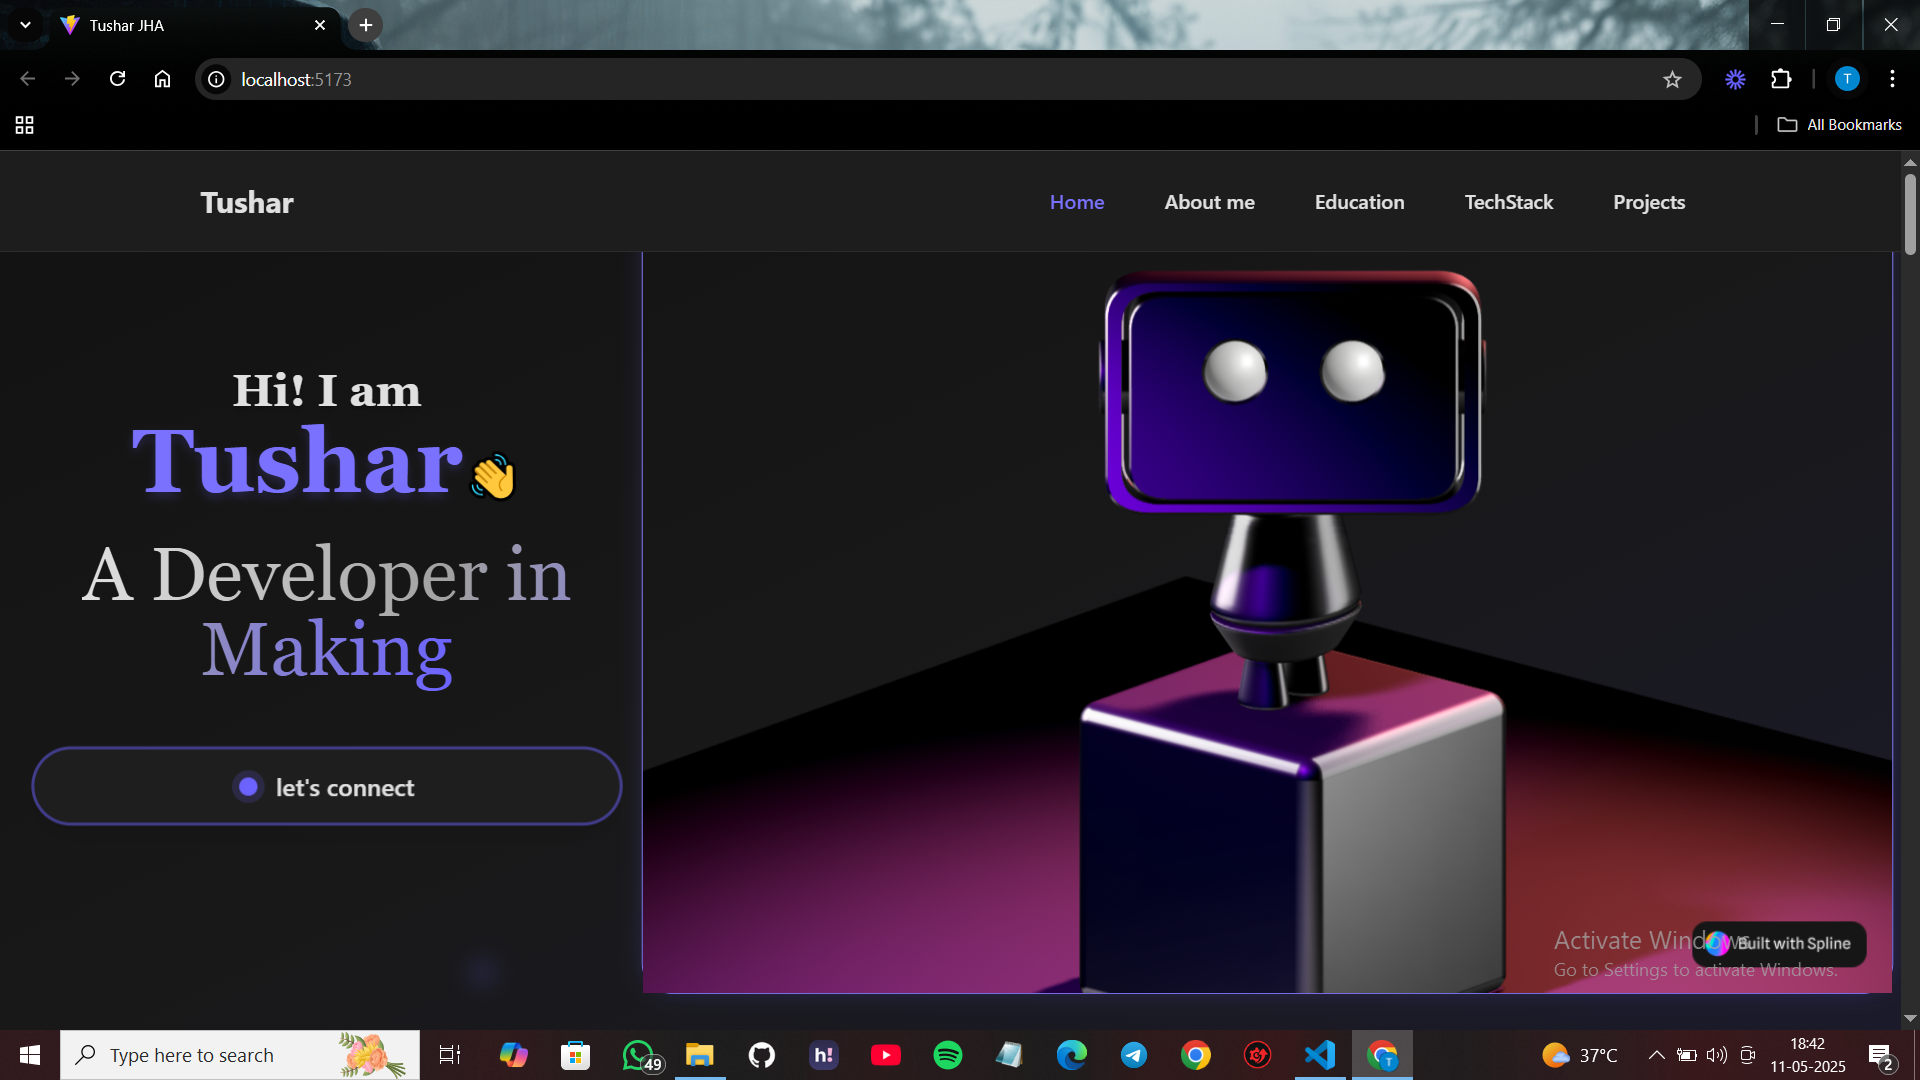 Tushar JHA
localhost:5173
All Bookmarks
Tushar
Home
About me
Education
TechStack
Projects
Hi! I am
Tushar👋
A Developer in
Making
let's connect
Activate Windows
Built with Spline
Go to Settings to activate Windows.
Type here to search
49
h!
T
37°C
18:42
11-05-2025
2